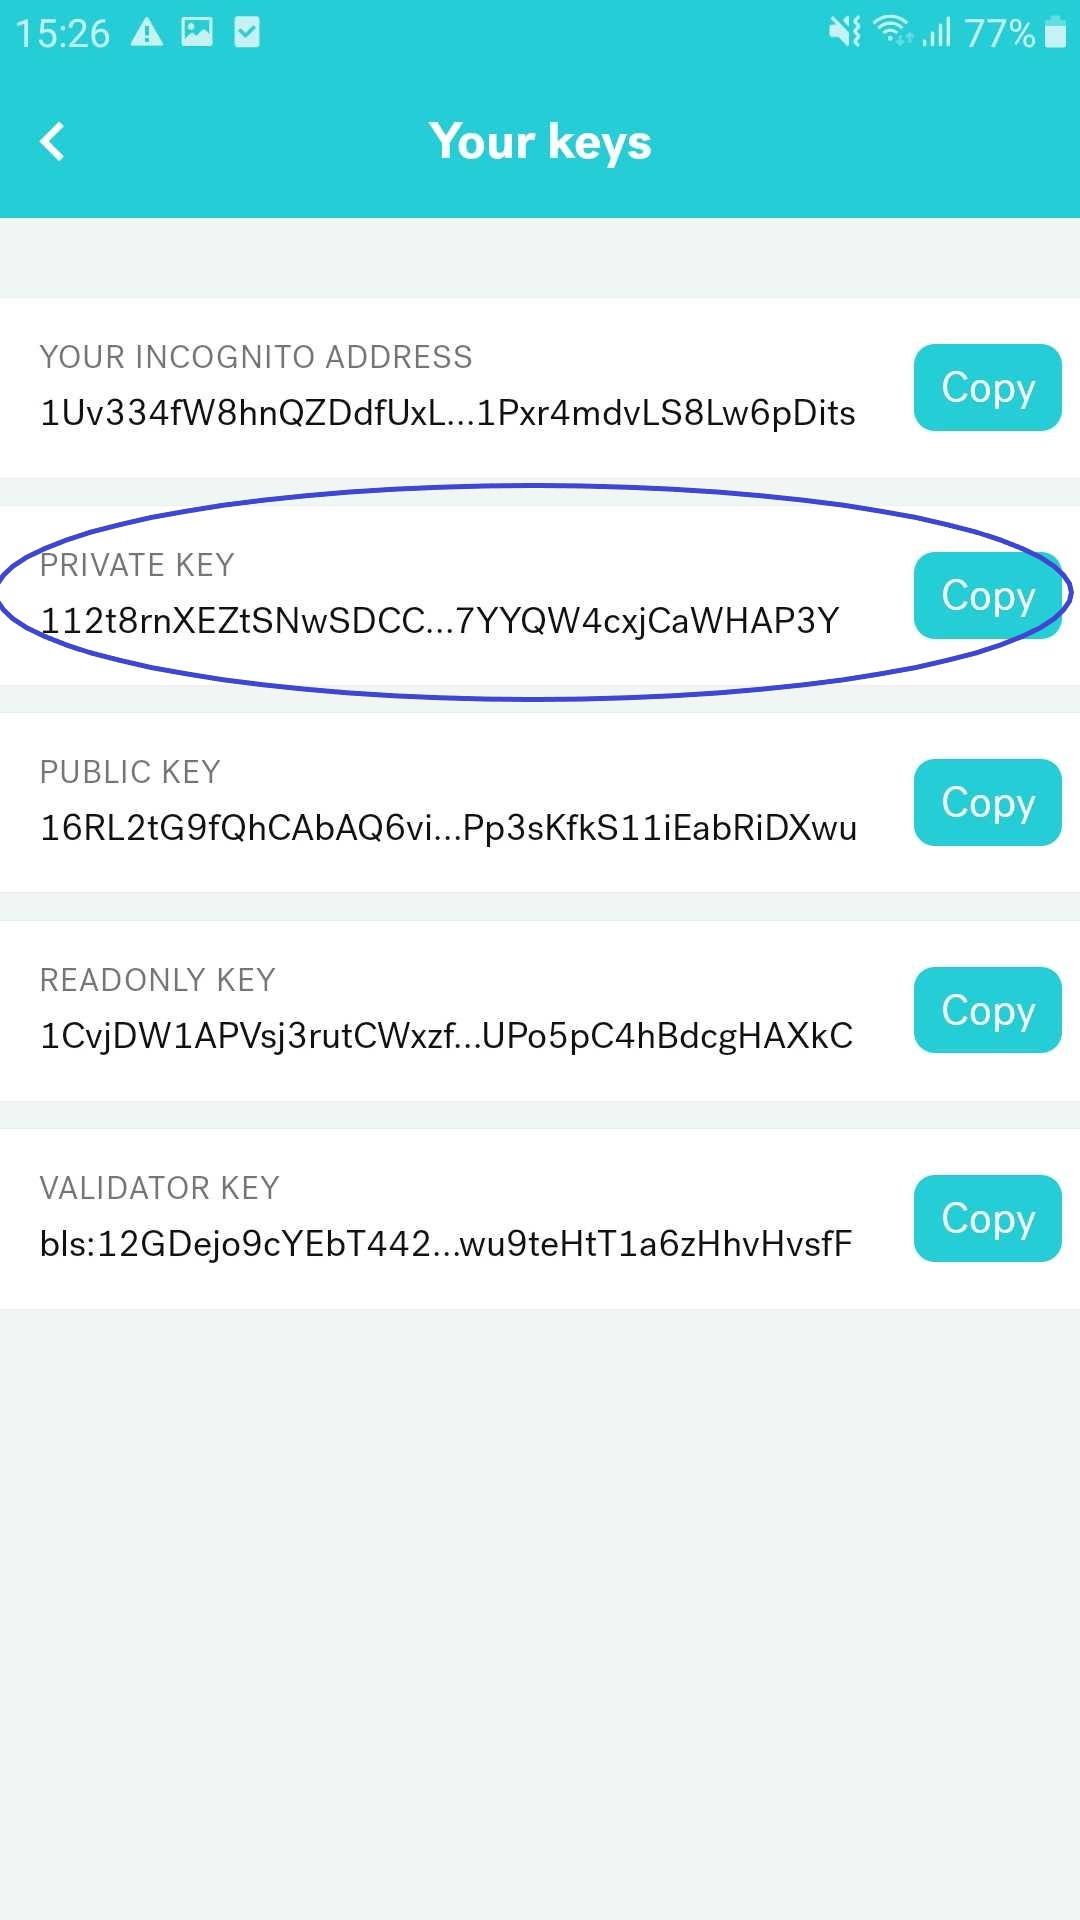 15:26 77%
Your keys
YOUR INCOGNITO ADDRESS
1Uv334fW8hnQZDdfUxL...1Pxr4mdvLS8Lw6pDits
Copy
PRIVATE KEY
112t8rnXEZtSNwSDCC...7YYQW4cxjCaWHAP3Y
Copy
PUBLIC KEY
16RL2tG9fQhCAbAQ6vi...Pp3sKfkS11iEabRiDXwu
Copy
READONLY KEY
1CvjDW1APVsj3rutCWxzf...UPo5pC4hBdcgHAXkC
Copy
VALIDATOR KEY
bls:12GDejo9cYEbT442...wu9teHtT1a6zHhvHvsfF
Copy